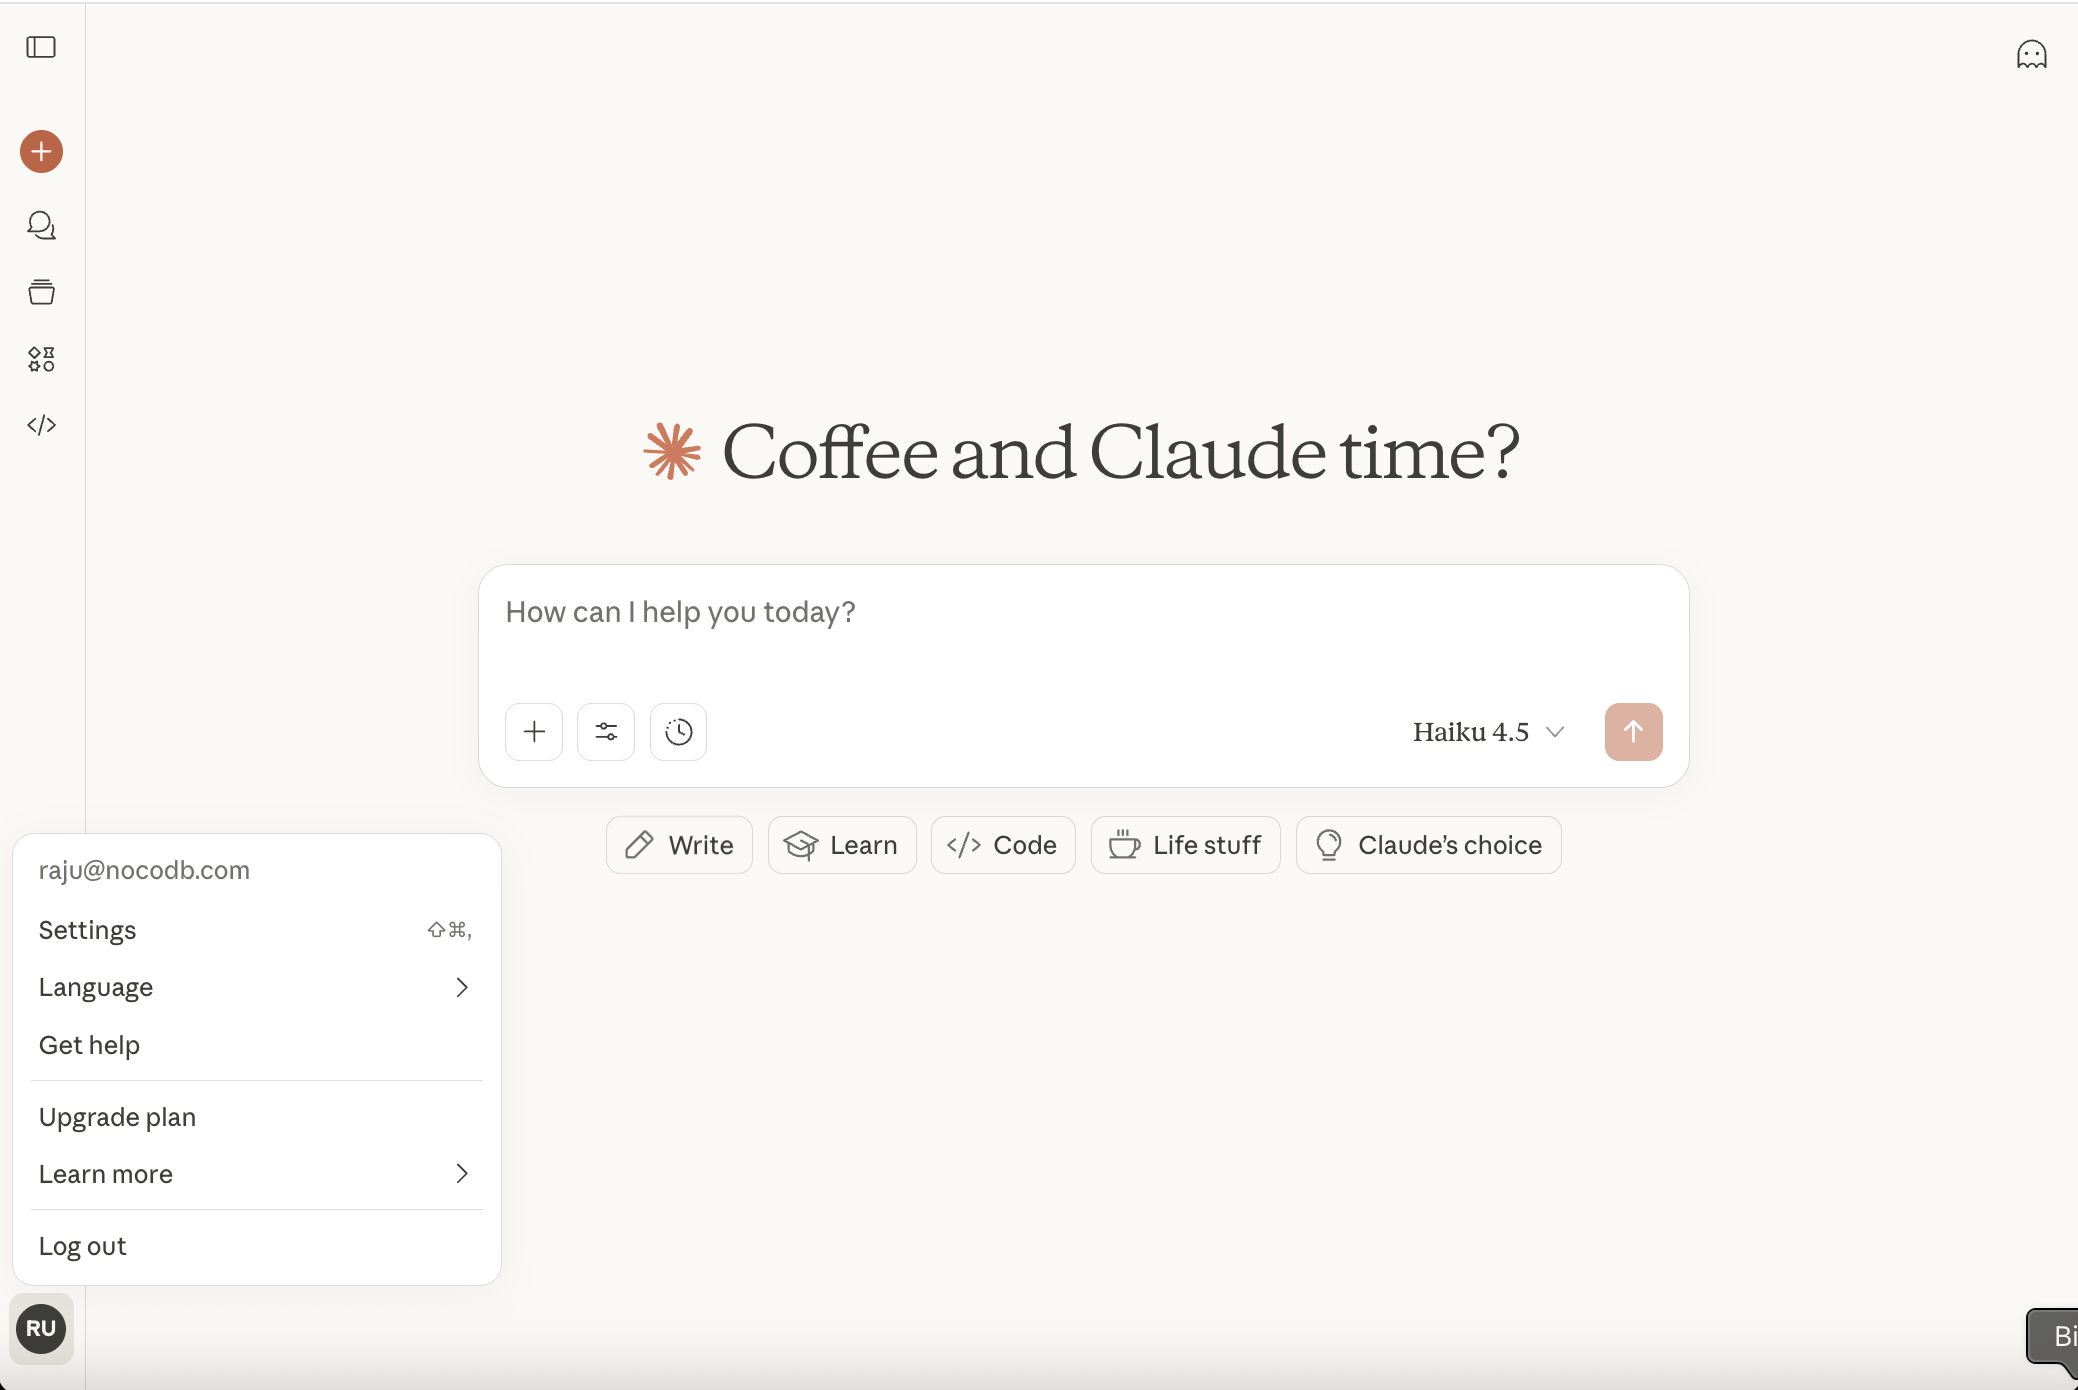 Coffee and Claude time?
How can I help you today?
Haiku 4.5
Write
Learn
Code
Life stuff
Claude’s choice
raju@nocodb.com
Settings ⇧⌘,
Language
Get help
Upgrade plan
Learn more
Log out
RU